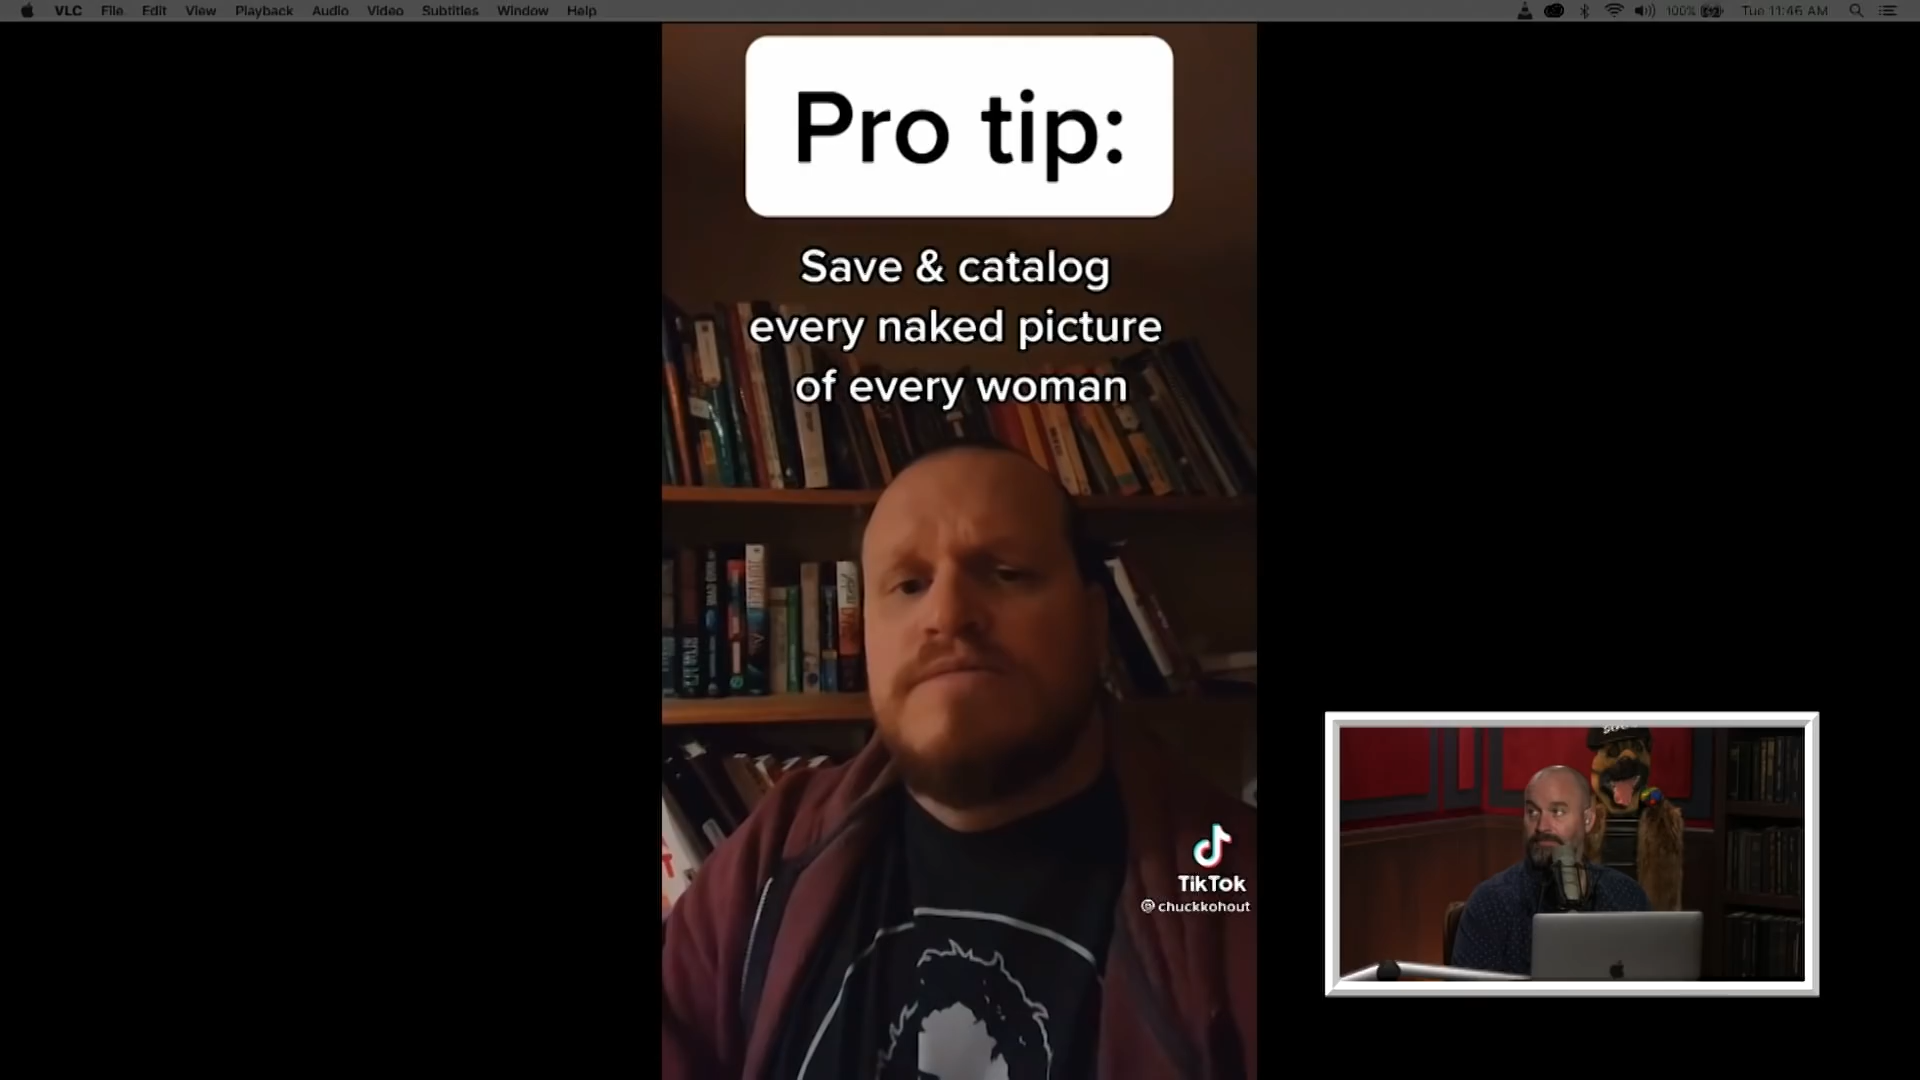 VLC File Edit View Playback Audio Video Subtitles Window Help 100% Tue 11:46 AM
Pro tip:
Save & catalog
every naked picture
of every woman
TikTok
@chuckkohout